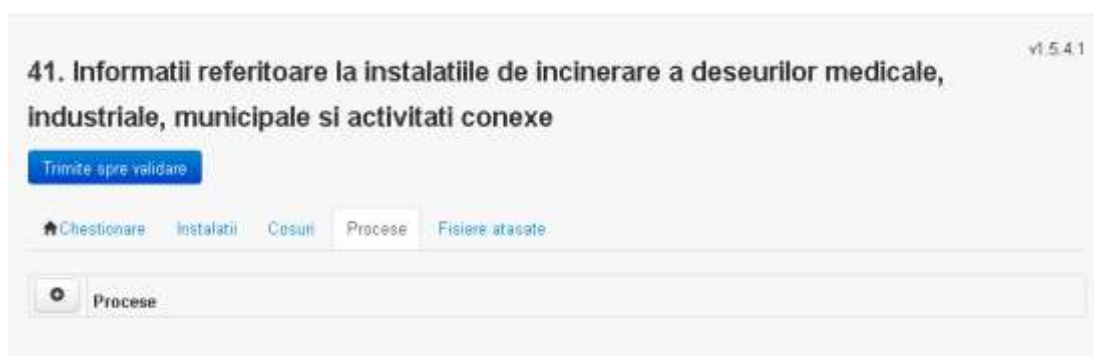 v1.5.4.1
41. Informatii referitoare la instalatiile de incinerare a deseurilor medicale,
industriale, municipale si activitati conexe
Trimite spre validare
Chestionare Instalatii Cosuri Procese Fisiere atasate
Procese